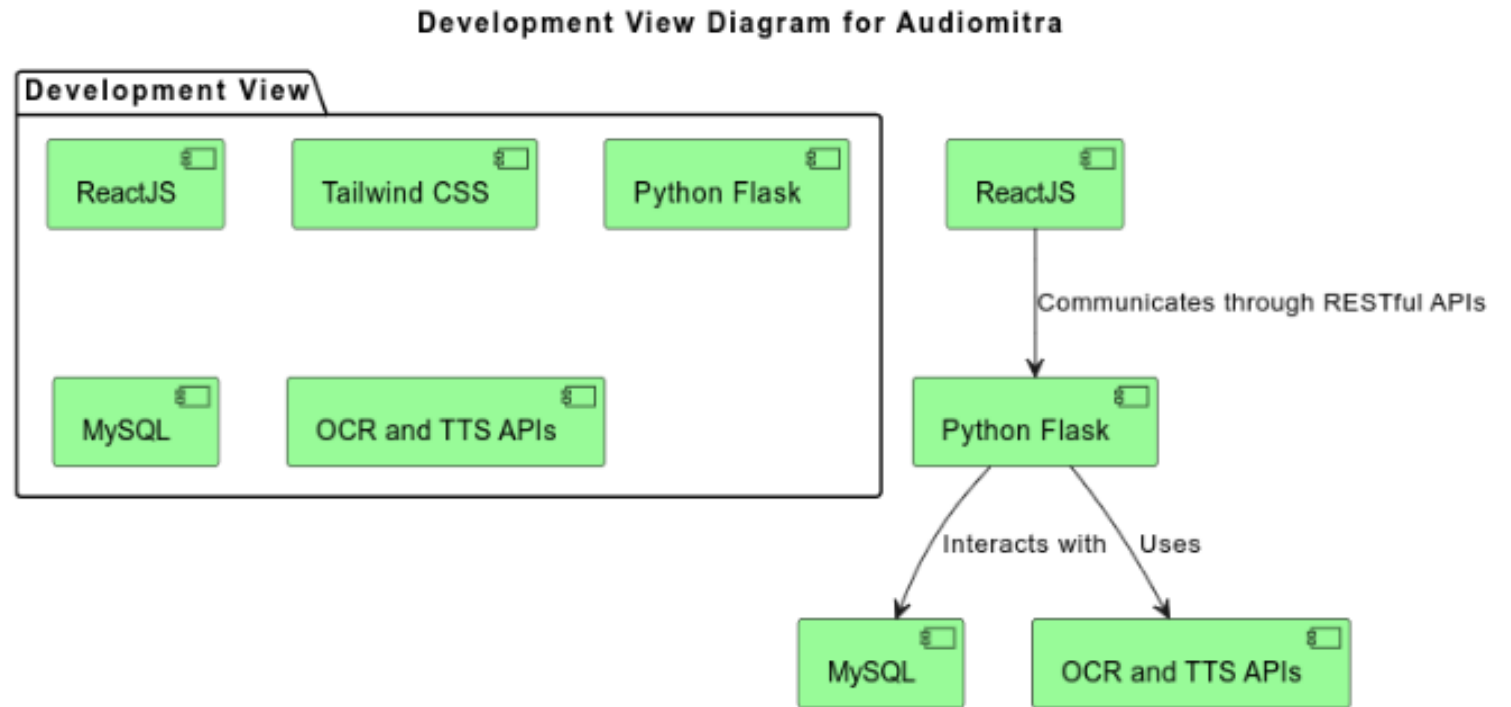 Development View Diagram for Audiomitra
Development View
ReactJS
Tailwind CSS
Python Flask
ReactJS
Communicates through RESTful APIs
MySQL
OCR and TTS APIs
Python Flask
Interacts with
Uses
MySQL
OCR and TTS APIs